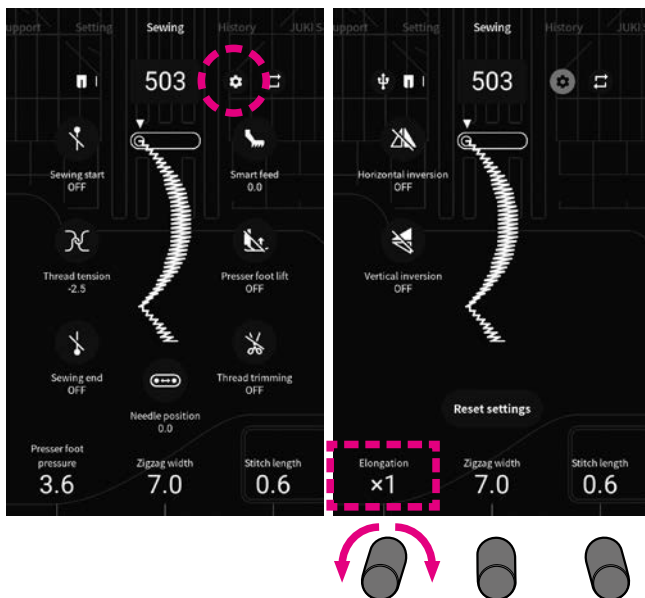 upport Setting Sewing History JUKI S
503
Sewing start
OFF
Smart feed
0.0
Thread tension
-2.5
Presser foot lift
OFF
Sewing end
OFF
Needle position
0.0
Thread trimming
OFF
Presser foot
pressure
3.6
Zigzag width
7.0
Stitch length
0.6
upport Setting Sewing History JUKI
503
Horizontal inversion
OFF
Vertical inversion
OFF
Reset settings
Elongation
×1
Zigzag width
7.0
Stitch length
0.6